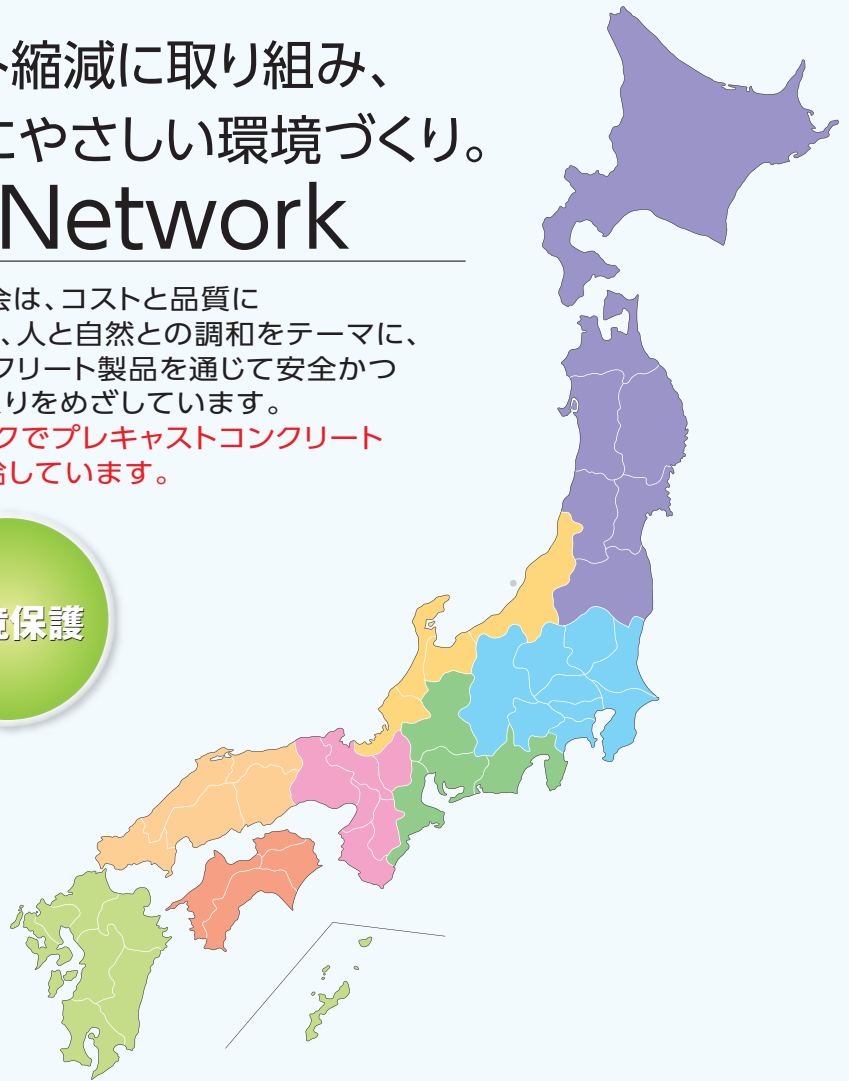 ト縮減に取り組み、
にやさしい環境づくり。
Network
会は、コストと品質に
、人と自然との調和をテーマに、
クリート製品を通じて安全かつ
りをめざしています。
クでプレキャストコンクリート
給しています。
境保護